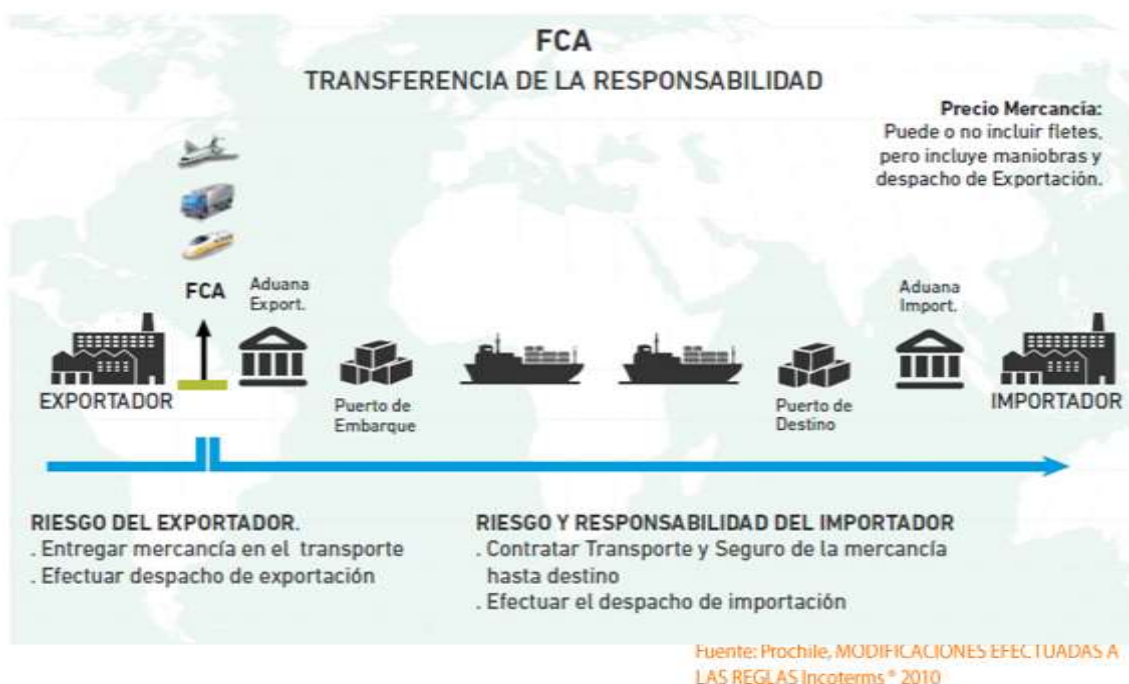 FCA
TRANSFERENCIA DE LA RESPONSABILIDAD
Precio Mercancía:
Puede o no incluir fletes,
pero incluye maniobras y
despacho de Exportación.
FCA
Aduana
Export.
Aduana
Import.
EXPORTADOR
Puerto de
Embarque
Puerto de
Destino
IMPORTADOR
RIESGO DEL EXPORTADOR.
. Entregar mercancía en el transporte
. Efectuar despacho de exportación
RIESGO Y RESPONSABILIDAD DEL IMPORTADOR
. Contratar Transporte y Seguro de la mercancía
hasta destino
. Efectuar el despacho de importación
Fuente: Prochile, MODIFICACIONES EFECTUADAS A
LAS REGLAS Incoterms ® 2010